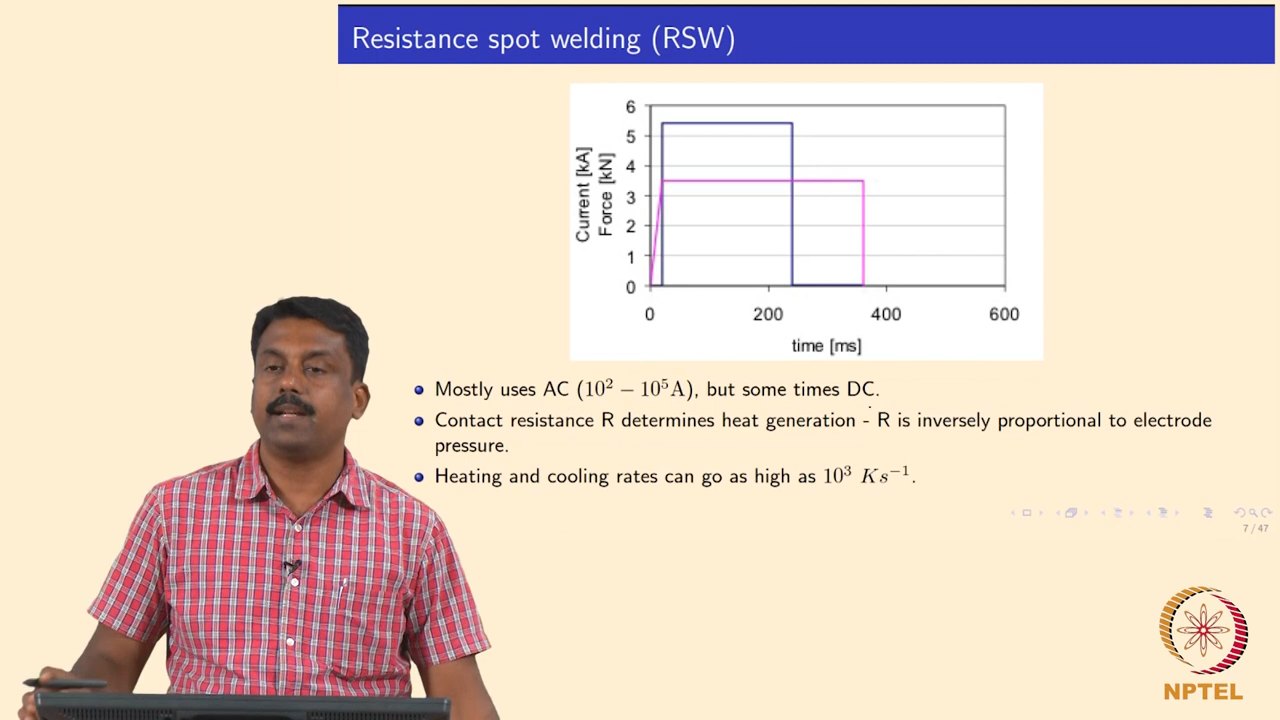 Resistance spot welding (RSW)
6
5
4
3
2
1
0
Current [kA]
Force [kN]
0 200 400 600
time [ms]
Mostly uses AC (10² − 10⁵A), but some times DC.
Contact resistance R determines heat generation - R is inversely proportional to electrode
pressure.
Heating and cooling rates can go as high as 10³ Ks⁻¹.
7 / 47
NPTEL